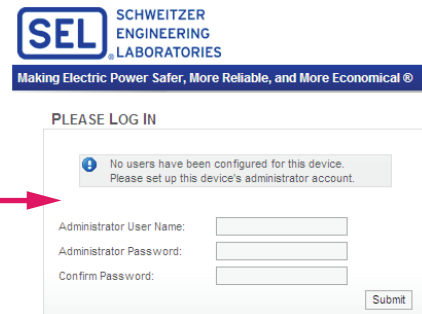 SEL
SCHWEITZER
ENGINEERING
LABORATORIES
Making Electric Power Safer, More Reliable, and More Economical ®
PLEASE LOG IN
No users have been configured for this device.
Please set up this device's administrator account.
Administrator User Name:
Administrator Password:
Confirm Password:
Submit